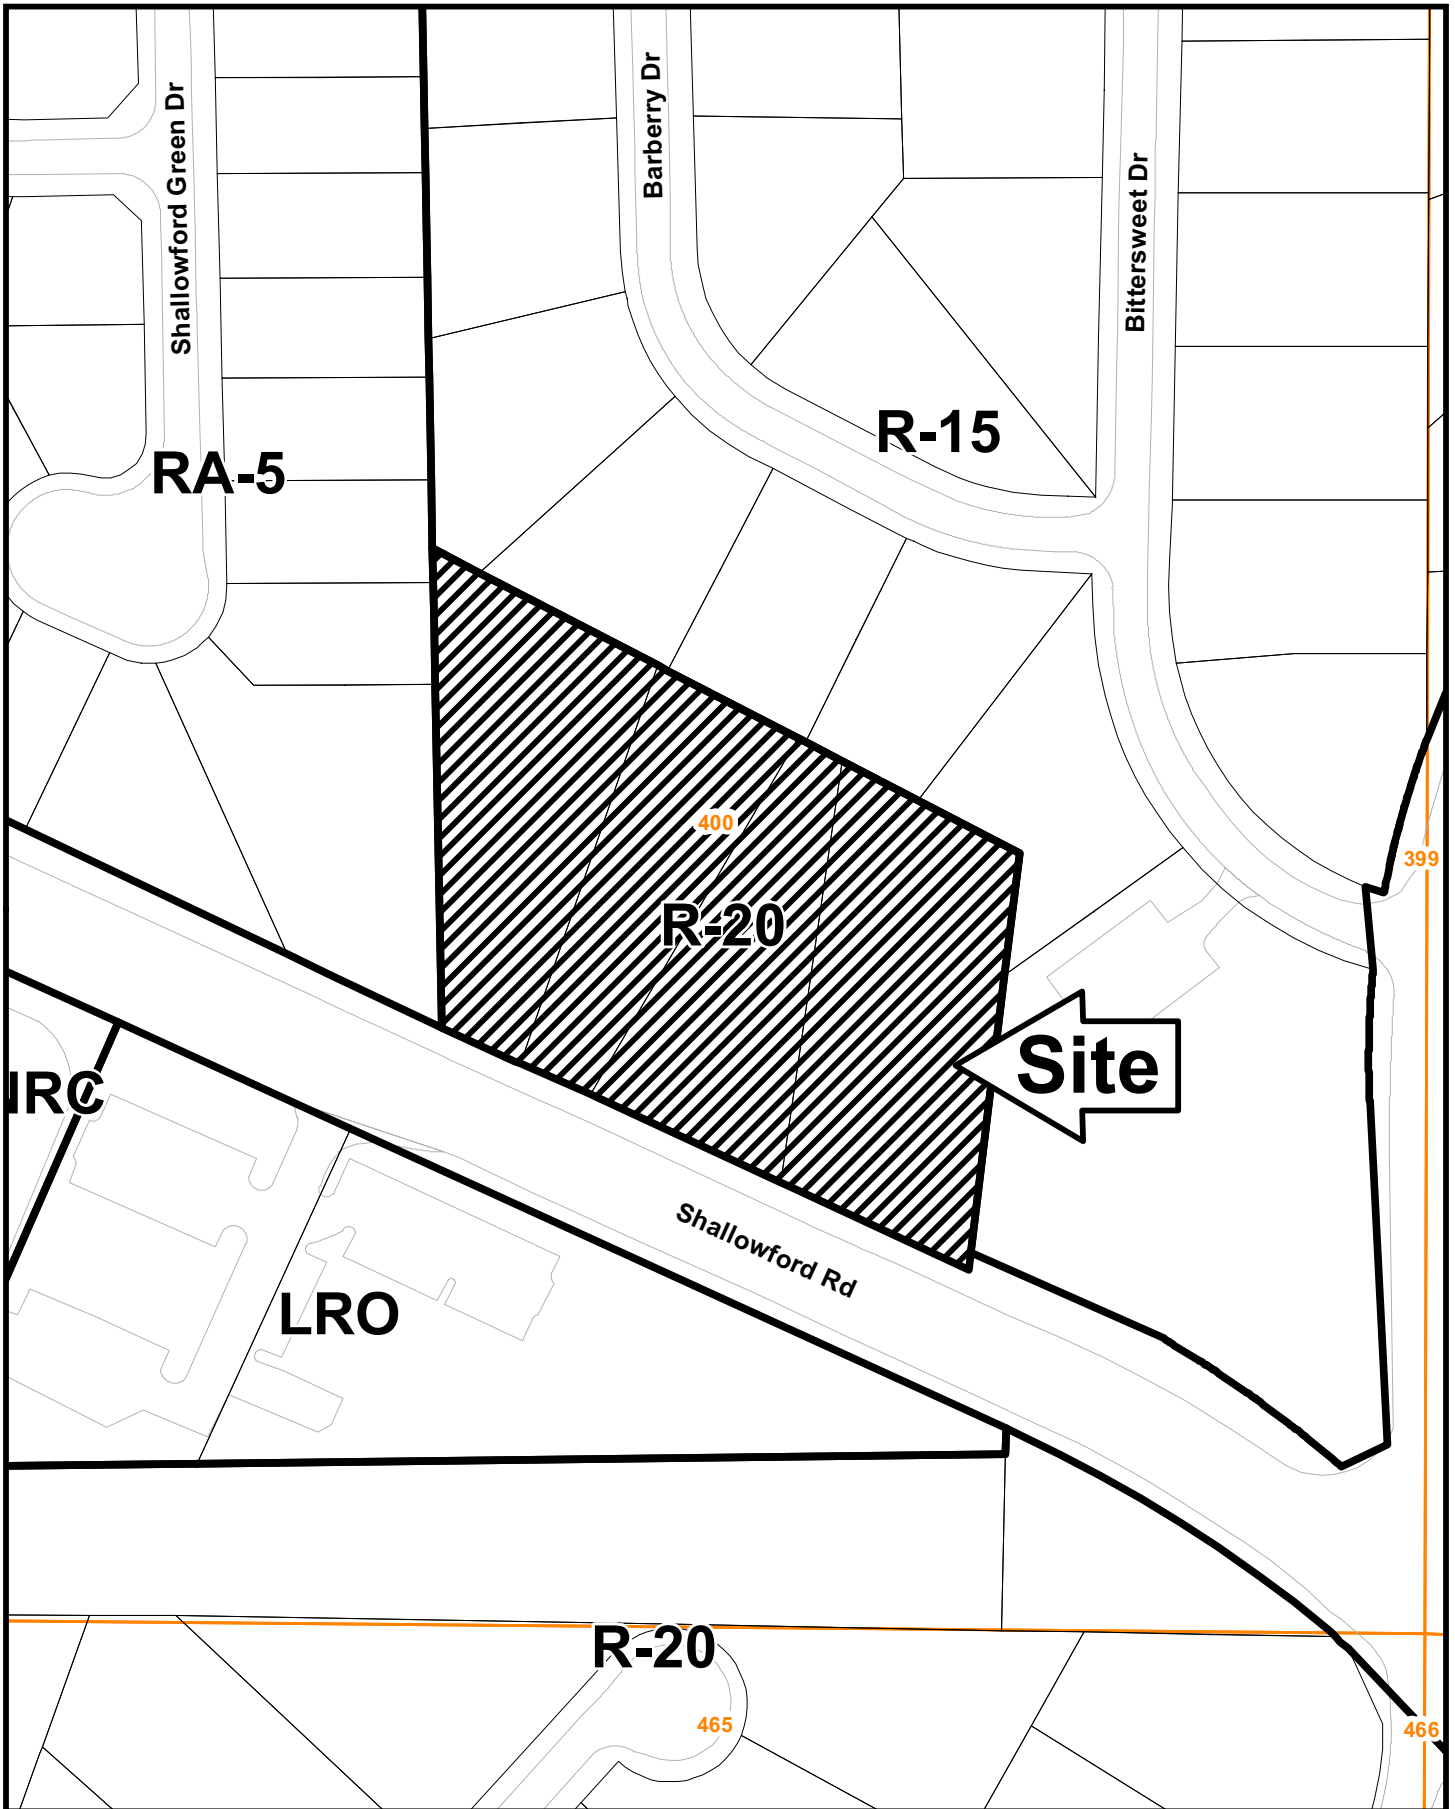 Shallowford Green Dr
Barberry Dr
Bittersweet Dr
R-15
RA-5
400
399
R-20
Site
NRC
Shallowford Rd
LRO
R-20
465
466